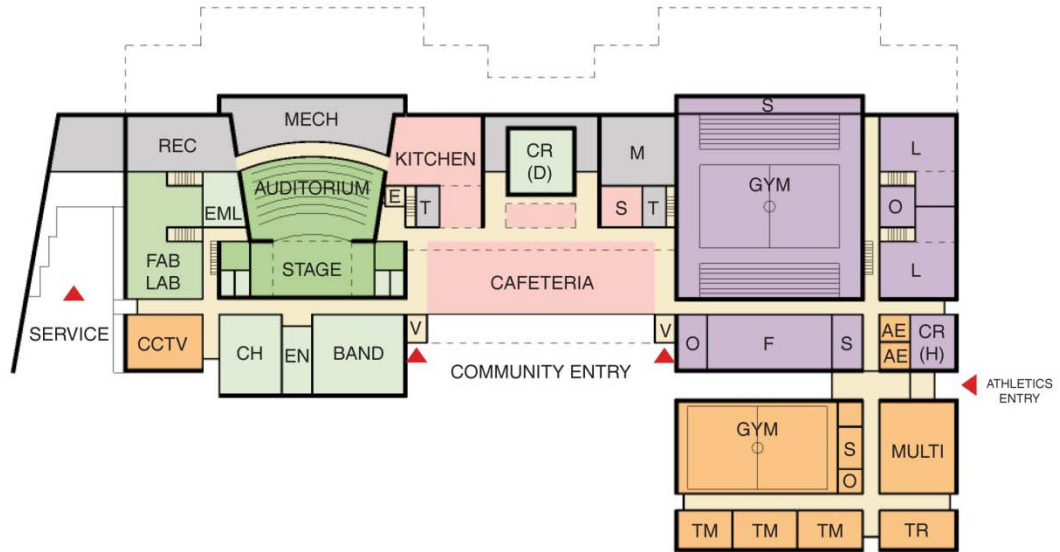 S
MECH
REC
KITCHEN
CR
(D)
M
L
AUDITORIUM
GYM
E
T
S
T
O
EML
FAB
LAB
STAGE
CAFETERIA
L
SERVICE
CCTV
CH
EN
BAND
V
V
O
F
S
AE
AE
CR
(H)
COMMUNITY ENTRY
ATHLETICS
ENTRY
GYM
S
O
MULTI
TM
TM
TM
TR